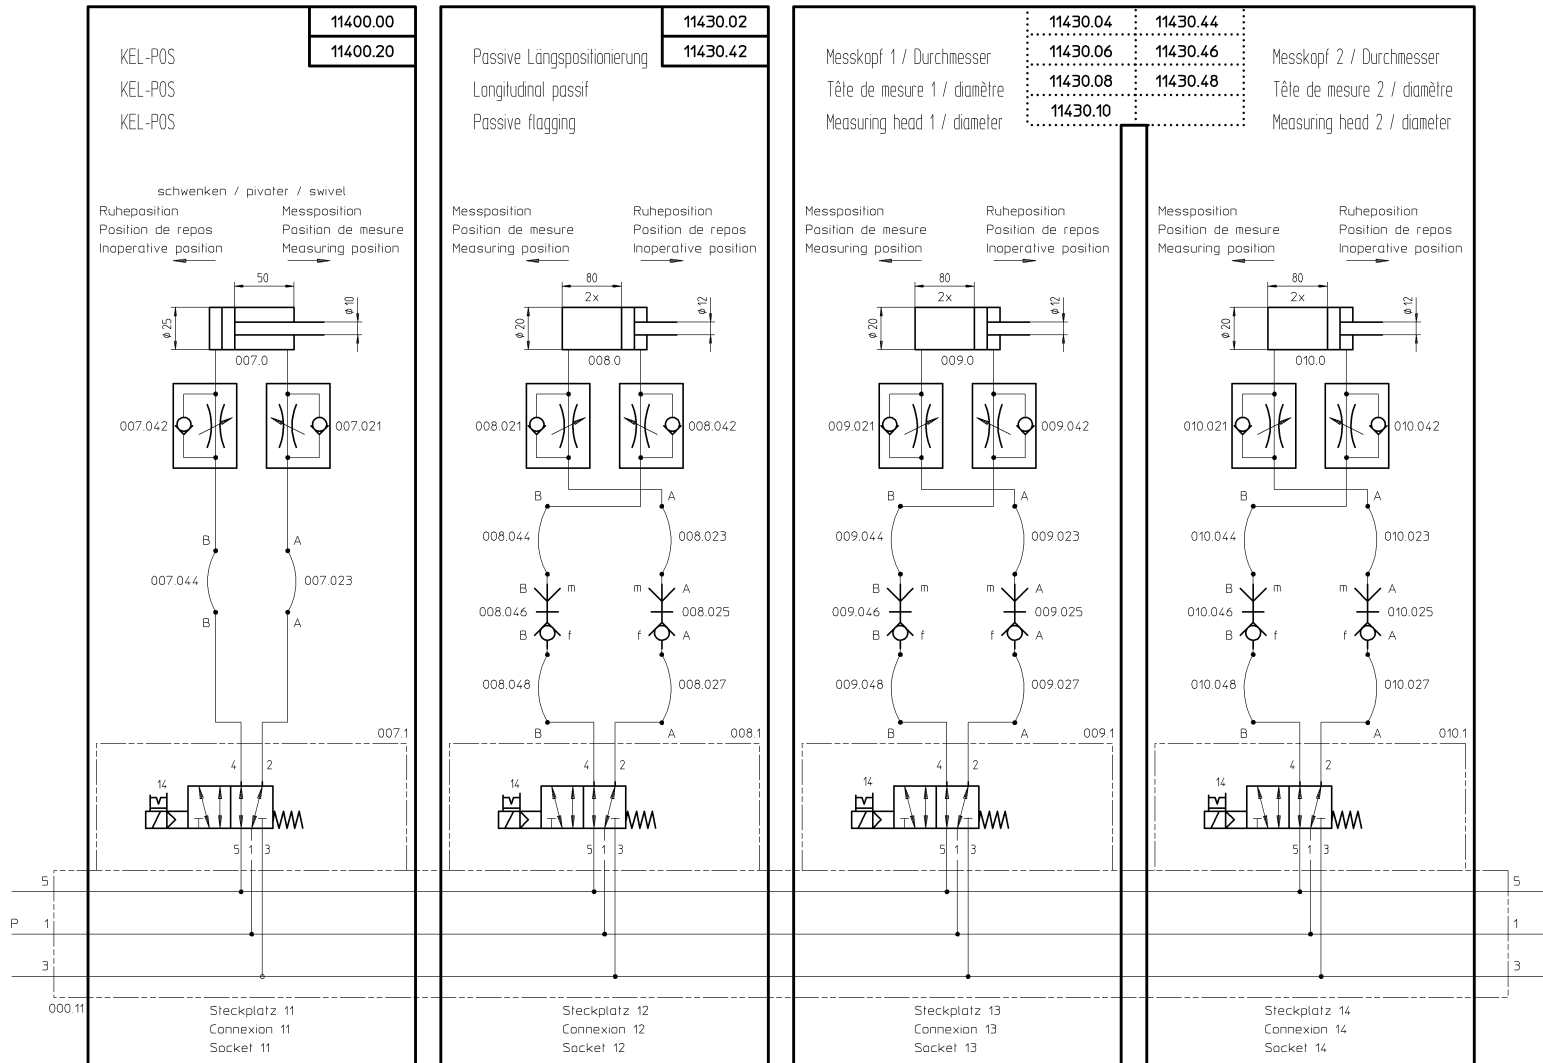 11400.00
11400.20
KEL-POS
KEL-POS
KEL-POS
schwenken / pivoter / swivel
Ruheposition
Position de repos
Inoperative position
Messposition
Position de mesure
Measuring position
50
ø 25
ø 10
007.0
007.042
007.021
B
A
007.044
007.023
B
A
007.1
4
2
14
5
1
3
Steckplatz 11
Connexion 11
Socket 11
11430.02
11430.42
Passive Längspositionierung
Longitudinal passif
Passive flagging
Messposition
Position de mesure
Measuring position
Ruheposition
Position de repos
Inoperative position
80
2x
ø 20
ø 12
008.0
008.021
008.042
B
A
008.044
008.023
B
m
m
A
008.046
008.025
B
f
f
A
008.048
008.027
B
A
008.1
4
2
14
5
1
3
Steckplatz 12
Connexion 12
Socket 12
11430.04
11430.44
11430.06
11430.46
11430.08
11430.48
11430.10
Messkopf 1 / Durchmesser
Tête de mesure 1 / diamètre
Measuring head 1 / diameter
Messposition
Position de mesure
Measuring position
Ruheposition
Position de repos
Inoperative position
80
2x
ø 20
ø 12
009.0
009.021
009.042
B
A
009.044
009.023
B
m
m
A
009.046
009.025
B
f
f
A
009.048
009.027
B
A
009.1
4
2
14
5
1
3
Steckplatz 13
Connexion 13
Socket 13
Messkopf 2 / Durchmesser
Tête de mesure 2 / diamètre
Measuring head 2 / diameter
Messposition
Position de mesure
Measuring position
Ruheposition
Position de repos
Inoperative position
80
2x
ø 20
ø 12
010.0
010.021
010.042
B
A
010.044
010.023
B
m
m
A
010.046
010.025
B
f
f
A
010.048
010.027
B
A
010.1
4
2
14
5
1
3
Steckplatz 14
Connexion 14
Socket 14
5
5
P 1
1
3
3
000.11